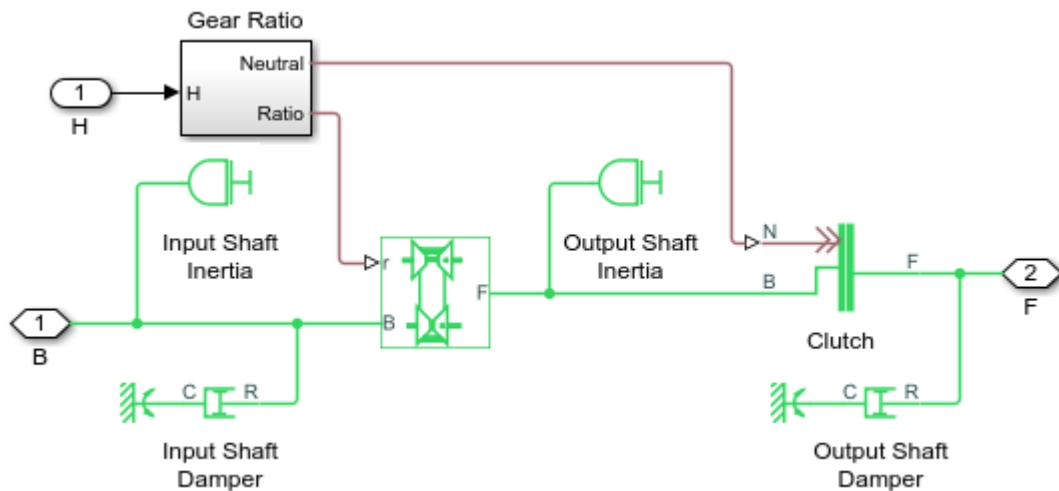 Gear Ratio
Neutral
1
H
H
Ratio
N
Input Shaft
Inertia
Output Shaft
Inertia
r
F
B
F
2
F
1
B
B
Clutch
C
R
C
R
Input Shaft
Damper
Output Shaft
Damper